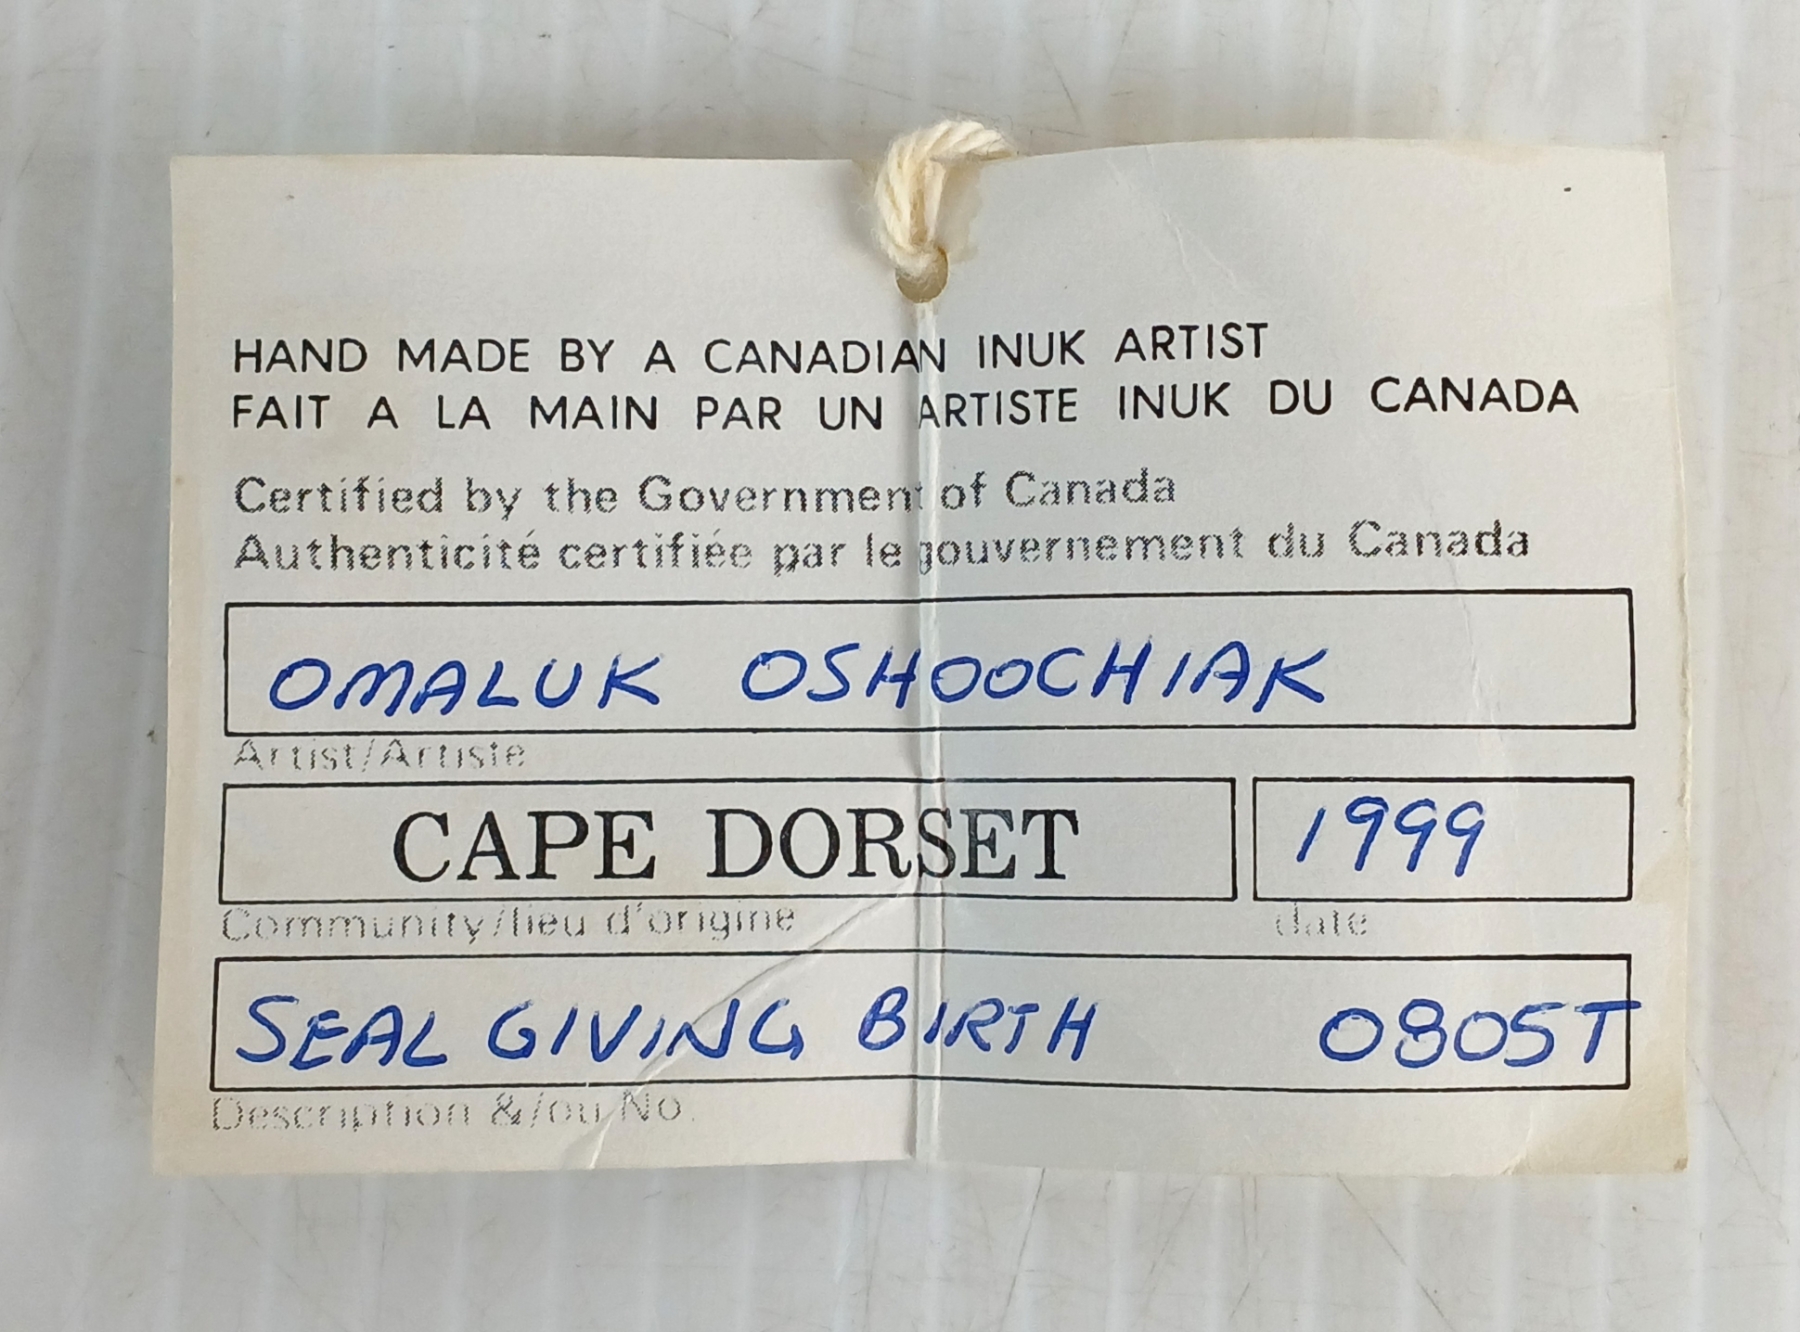 HAND MADE BY A CANADIAN INUK ARTIST
FAIT A LA MAIN PAR UN ARTISTE INUK DU CANADA
Certified by the Government of Canada
Authenticité certifiée par le gouvernement du Canada
OMALUK OSHOOCHIAK
Artist/Artiste
CAPE DORSET 1999
Community/lieu d'origine date
SEAL GIVING BIRTH 0805T
Description &/ou No.